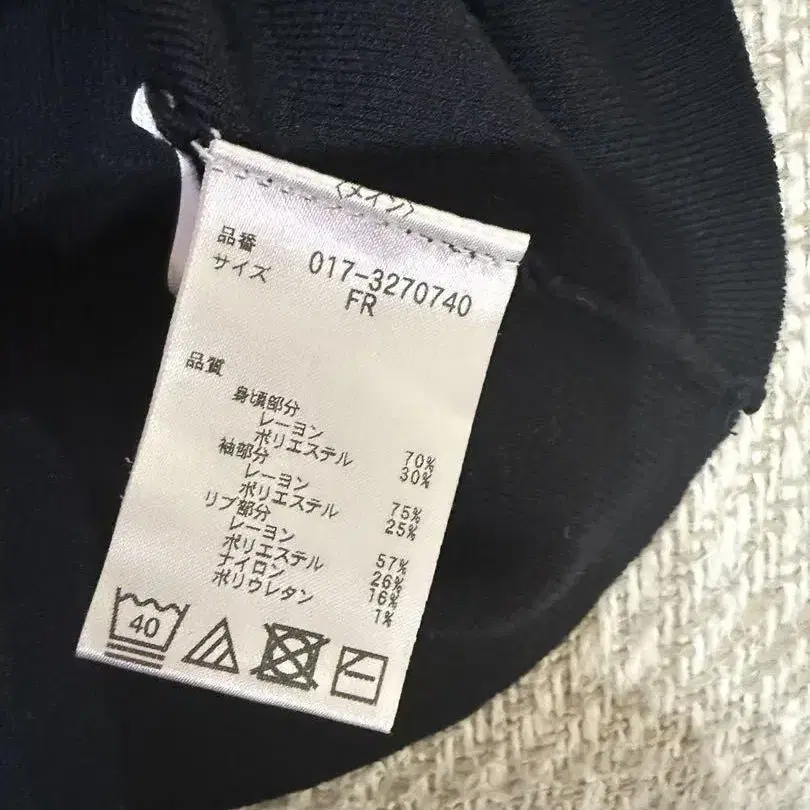 〈メイン〉
品番 017-3270740
サイズ FR
品質
身頃部分
レーヨン 70%
ポリエステル 30%
袖部分
レーヨン 75%
ポリエステル 25%
リブ部分
レーヨン 57%
ポリエステル 26%
ナイロン 16%
ポリウレタン 1%
40